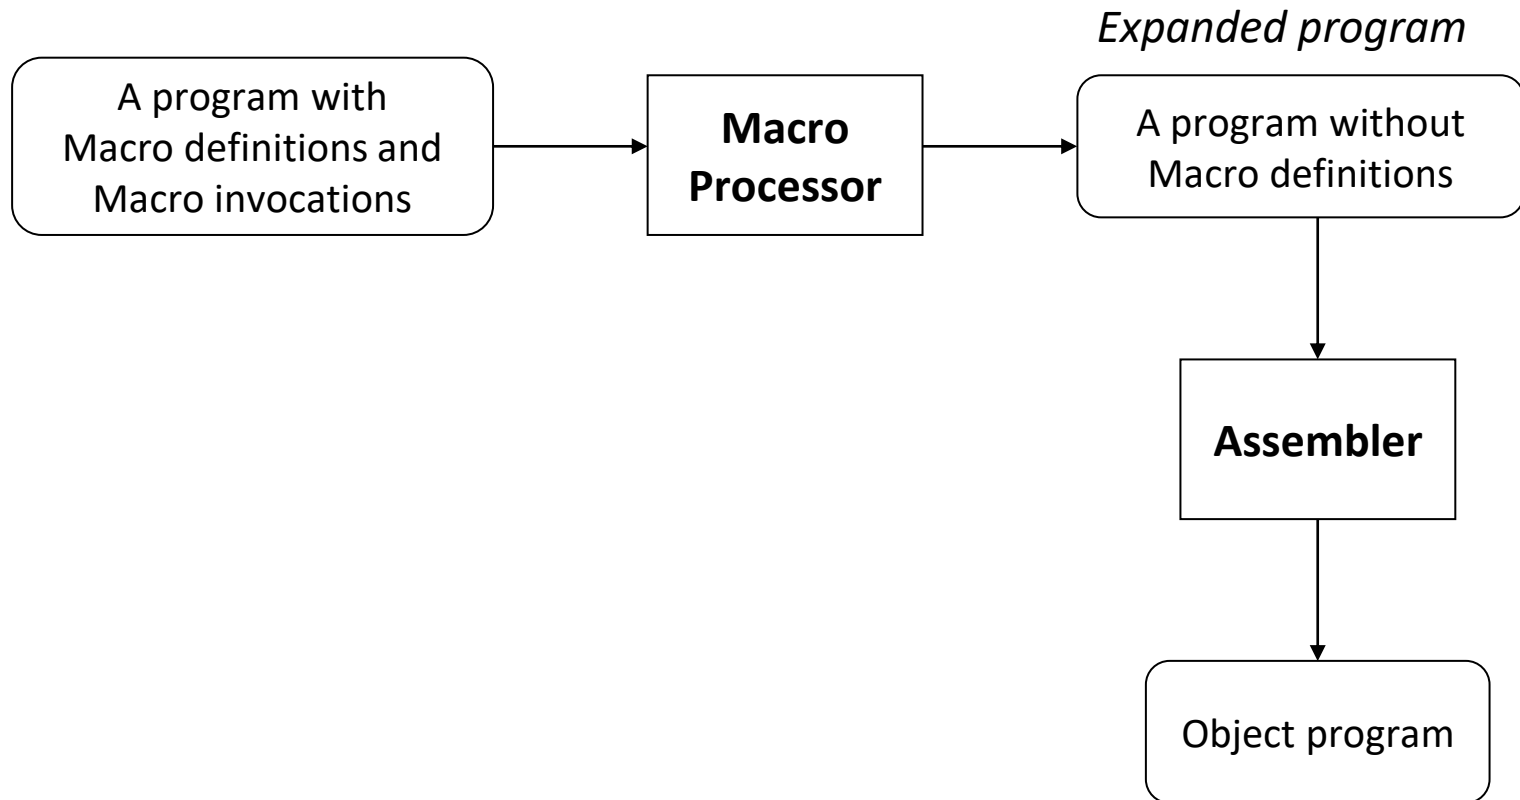 Expanded program
A program with
Macro definitions and
Macro invocations
Macro
Processor
A program without
Macro definitions
Assembler
Object program